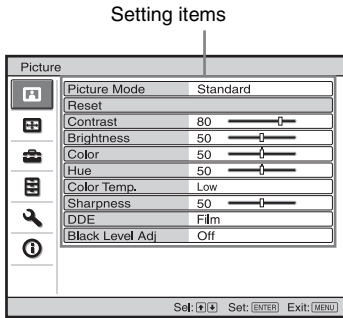 Setting items
Picture
Picture Mode Standard
Reset
Contrast 80
Brightness 50
Color 50
Hue 50
Color Temp. Low
Sharpness 50
DDE Film
Black Level Adj Off
Sel: Set: ENTER Exit: MENU